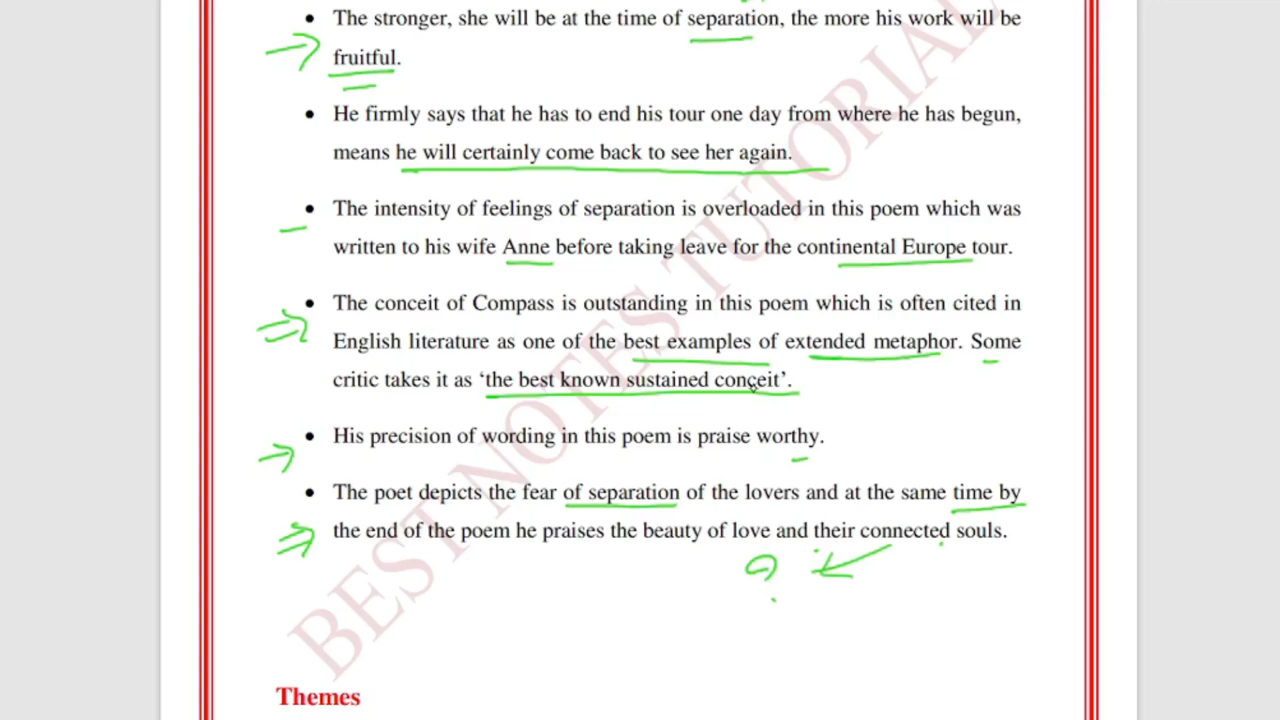 • The stronger, she will be at the time of separation, the more his work will be
fruitful.
• He firmly says that he has to end his tour one day from where he has begun,
means he will certainly come back to see her again.
• The intensity of feelings of separation is overloaded in this poem which was
written to his wife Anne before taking leave for the continental Europe tour.
• The conceit of Compass is outstanding in this poem which is often cited in
English literature as one of the best examples of extended metaphor. Some
critic takes it as ‘the best known sustained conceit’.
• His precision of wording in this poem is praise worthy.
• The poet depicts the fear of separation of the lovers and at the same time by
the end of the poem he praises the beauty of love and their connected souls.
Themes
BEST NOTES TUTORIAL